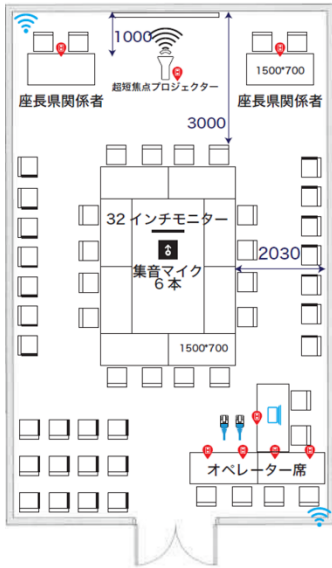 1000
超短焦点プロジェクター
座長県関係者
1500*700
座長県関係者
3000
32 インチモニター
集音マイク
6 本
2030
1500*700
オペレーター席